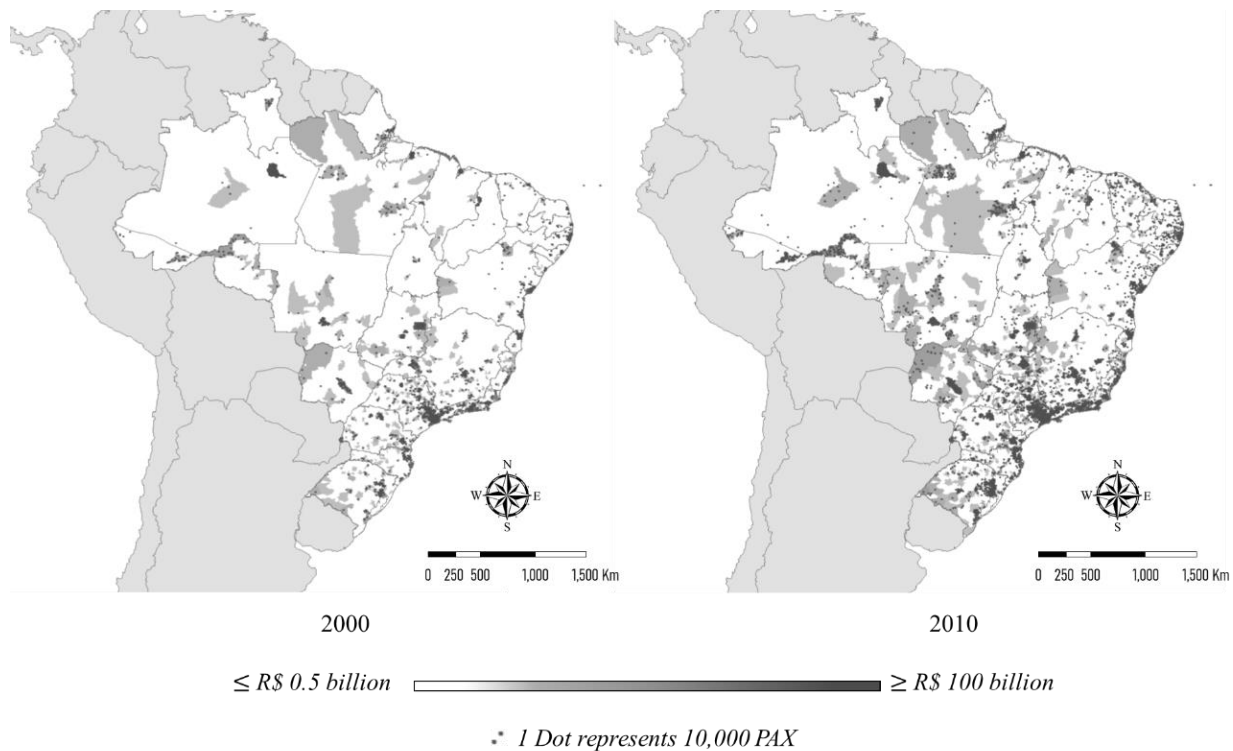 N
W E
S
0 250 500 1,000 1,500 Km
N
W E
S
0 250 500 1,000 1,500 Km
2000
2010
≤ R$ 0.5 billion
≥ R$ 100 billion
1 Dot represents 10,000 PAX